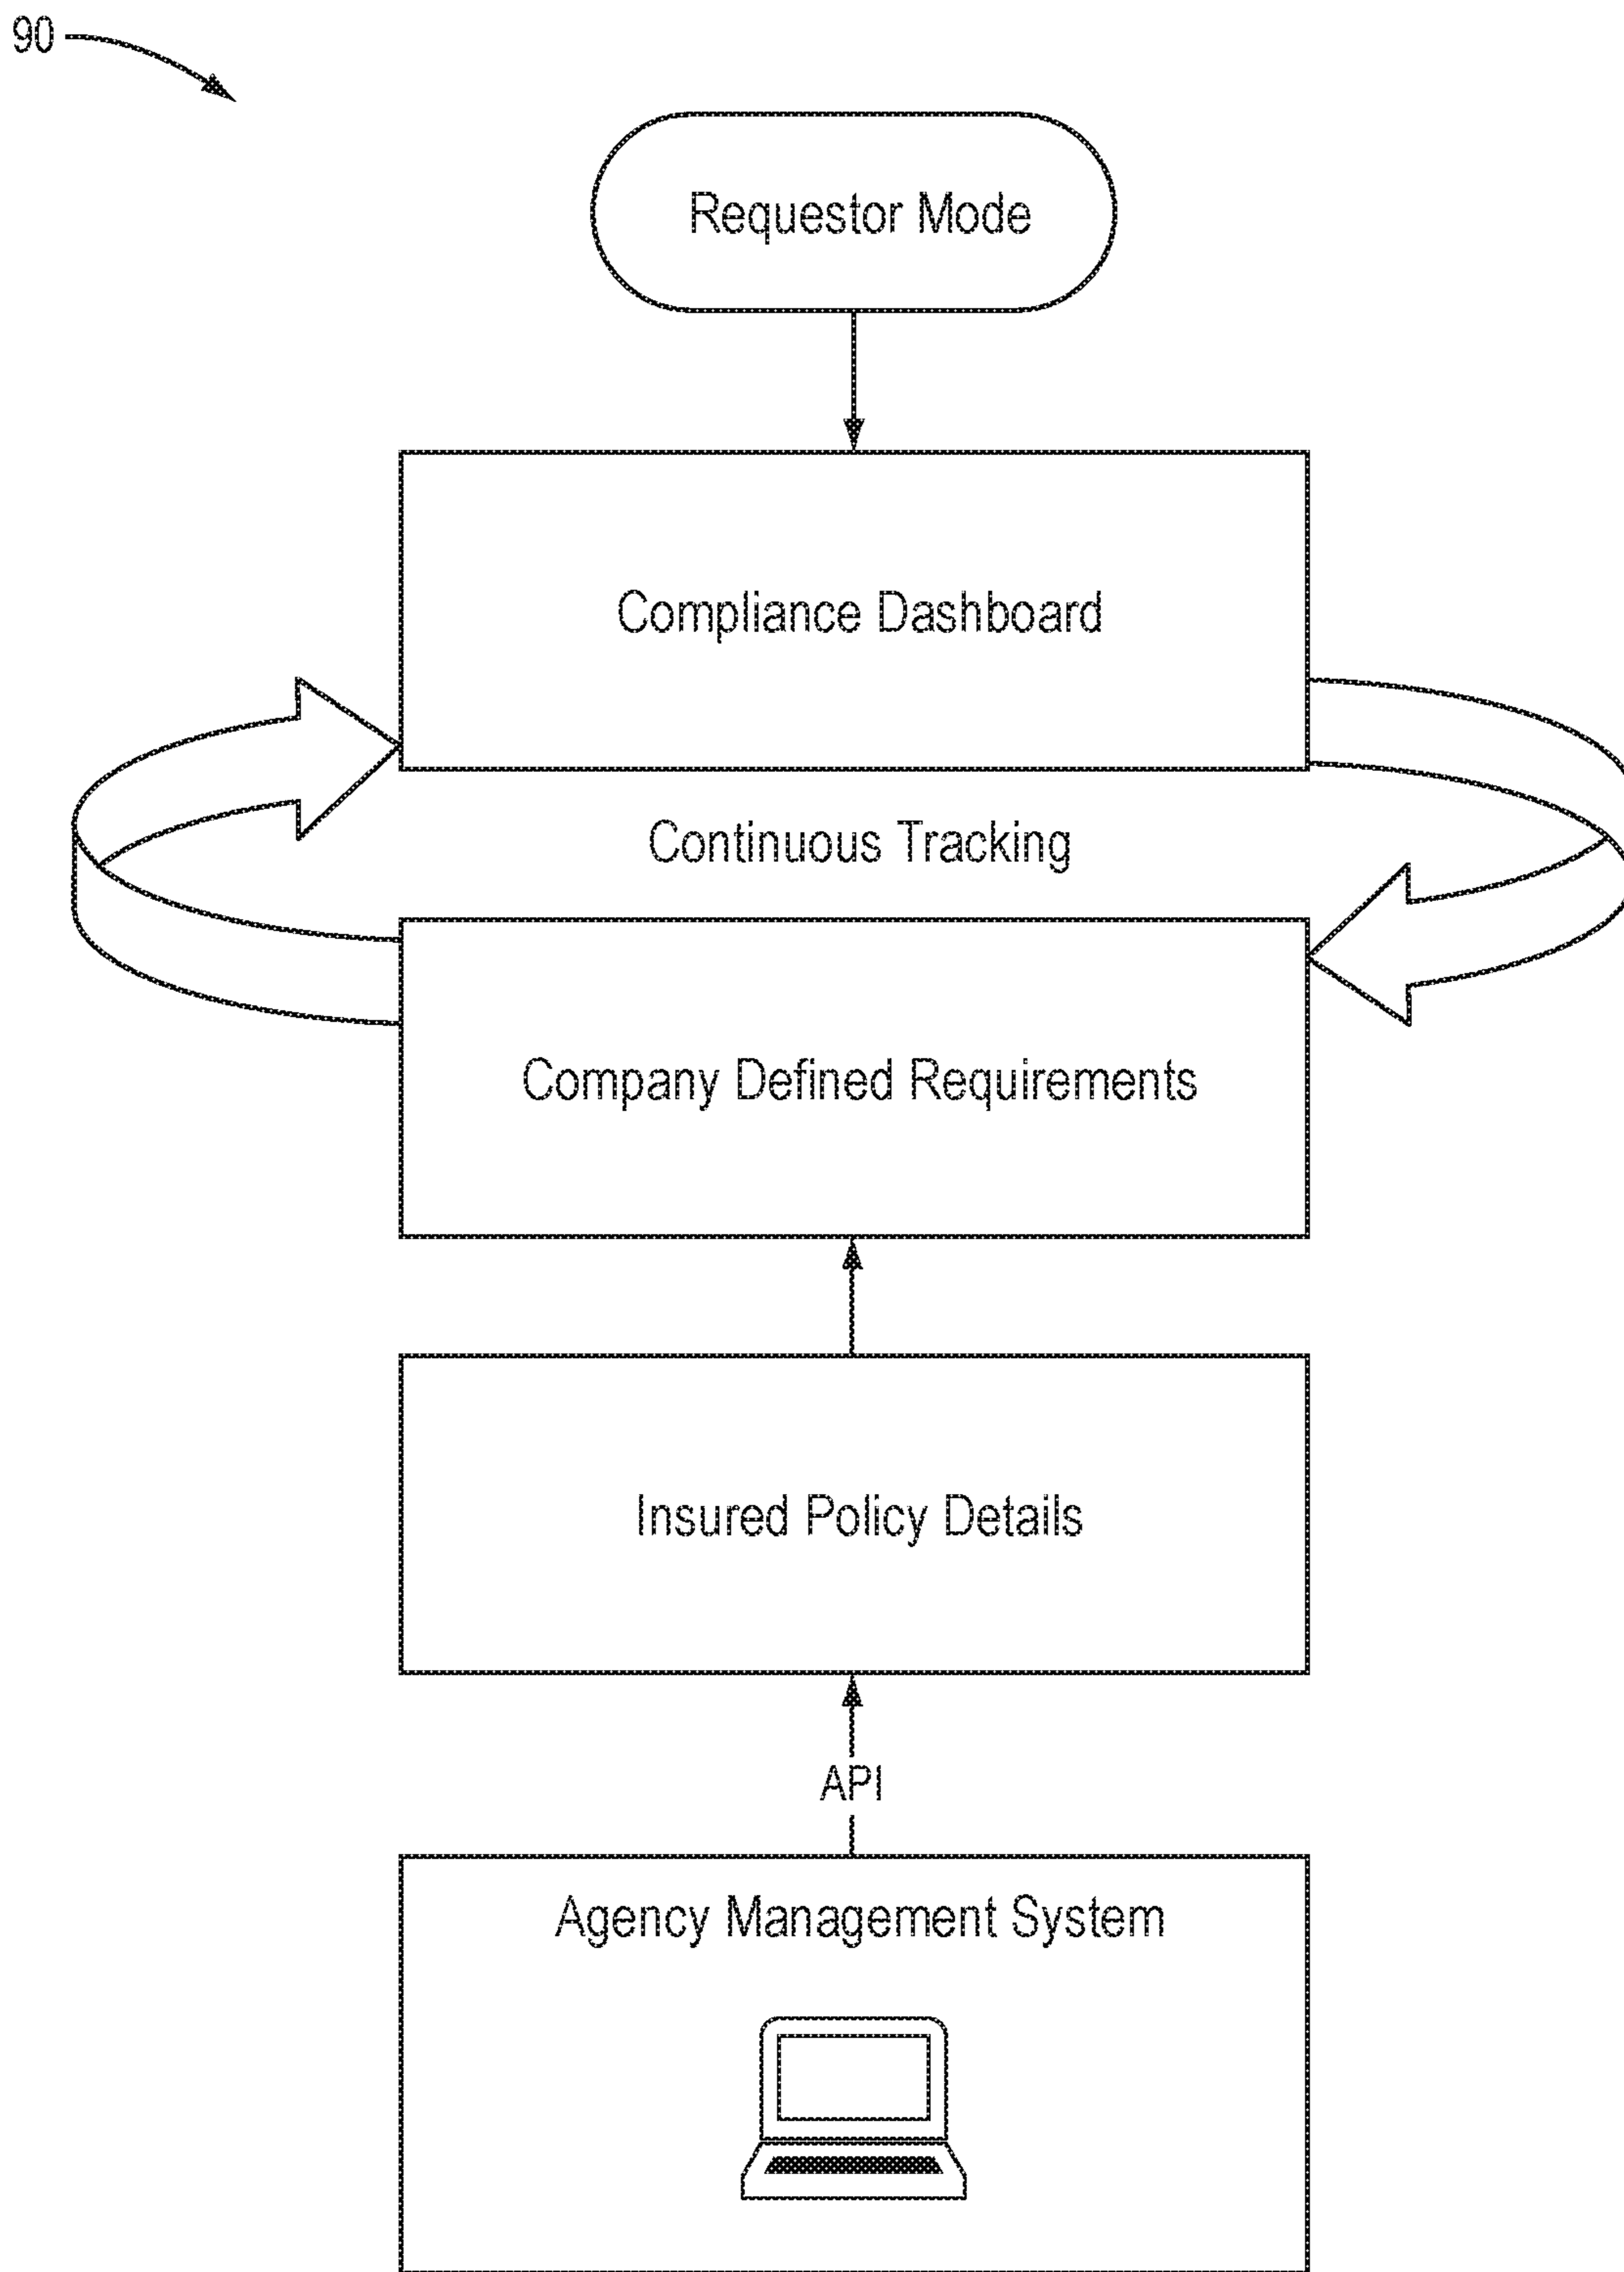 90
Requestor Mode
Compliance Dashboard
Continuous Tracking
Company Defined Requirements
Insured Policy Details
API
Agency Management System